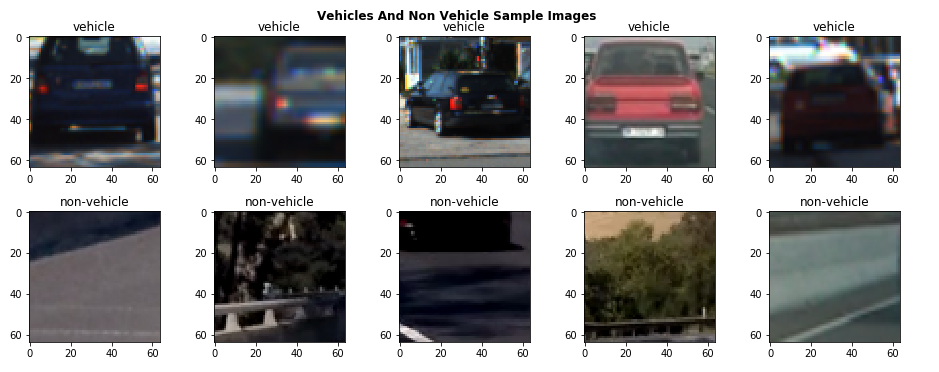 Vehicles And Non Vehicle Sample Images
vehicle vehicle vehicle vehicle vehicle
0 0 0 0 0
20 20 20 20 20
40 40 40 40 40
60 60 60 60 60
0 20 40 60 0 20 40 60 0 20 40 60 0 20 40 60 0 20 40 60
non-vehicle non-vehicle non-vehicle non-vehicle non-vehicle
0 0 0 0 0
20 20 20 20 20
40 40 40 40 40
60 60 60 60 60
0 20 40 60 0 20 40 60 0 20 40 60 0 20 40 60 0 20 40 60